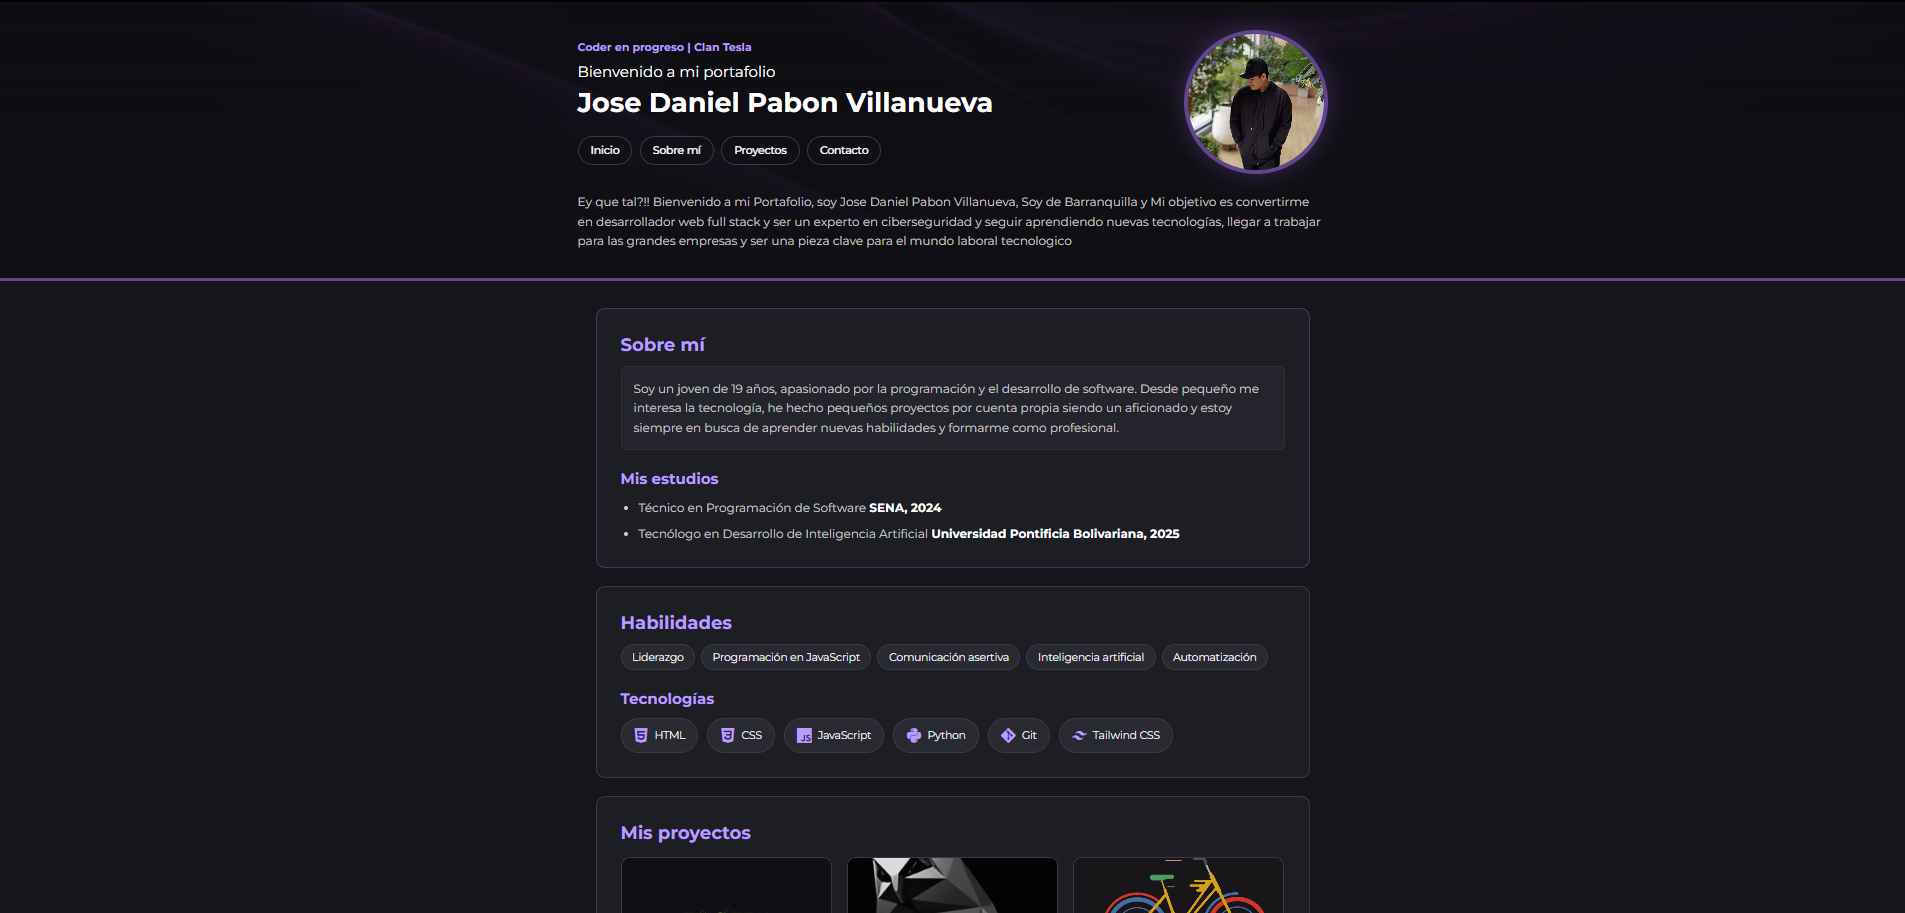 Coder en progreso | Clan Tesla
Bienvenido a mi portafolio
Jose Daniel Pabon Villanueva
Inicio
Sobre mí
Proyectos
Contacto
Ey que tal?!! Bienvenido a mi Portafolio, soy Jose Daniel Pabon Villanueva, Soy de Barranquilla y Mi objetivo es convertirme
en desarrollador web full stack y ser un experto en ciberseguridad y seguir aprendiendo nuevas tecnologías, llegar a trabajar
para las grandes empresas y ser una pieza clave para el mundo laboral tecnologico
Sobre mí
Soy un joven de 19 años, apasionado por la programación y el desarrollo de software. Desde pequeño me
interesa la tecnología, he hecho pequeños proyectos por cuenta propia siendo un aficionado y estoy
siempre en busca de aprender nuevas habilidades y formarme como profesional.
Mis estudios
Técnico en Programación de Software SENA, 2024
Tecnólogo en Desarrollo de Inteligencia Artificial Universidad Pontificia Bolivariana, 2025
Habilidades
Liderazgo
Programación en JavaScript
Comunicación asertiva
Inteligencia artificial
Automatización
Tecnologías
HTML
CSS
JavaScript
Python
Git
Tailwind CSS
Mis proyectos